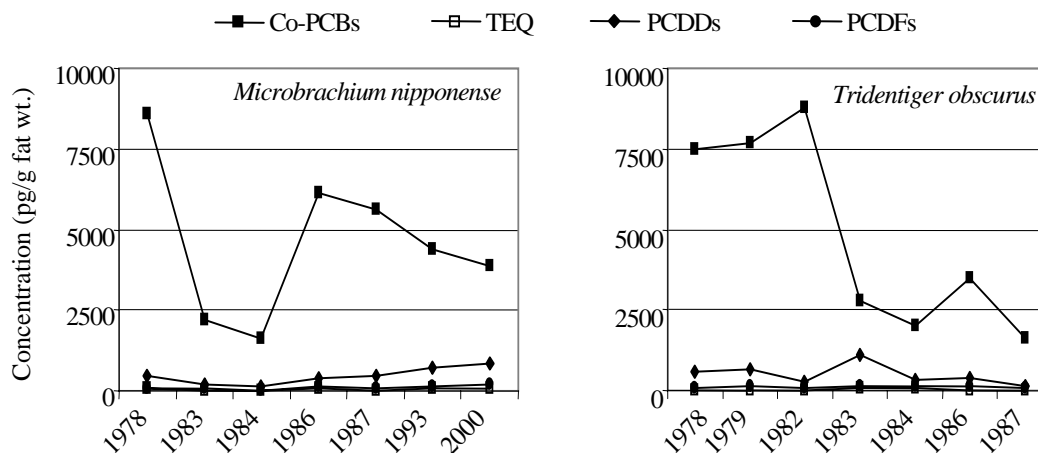 Co-PCBs TEQ PCDDs PCDFs
Concentration (pg/g fat wt.)
10000
7500
5000
2500
0
Microbrachium nipponense
1978 1983 1984 1986 1987 1993 2000
10000
7500
5000
2500
0
Tridentiger obscurus
1978 1979 1982 1983 1984 1986 1987